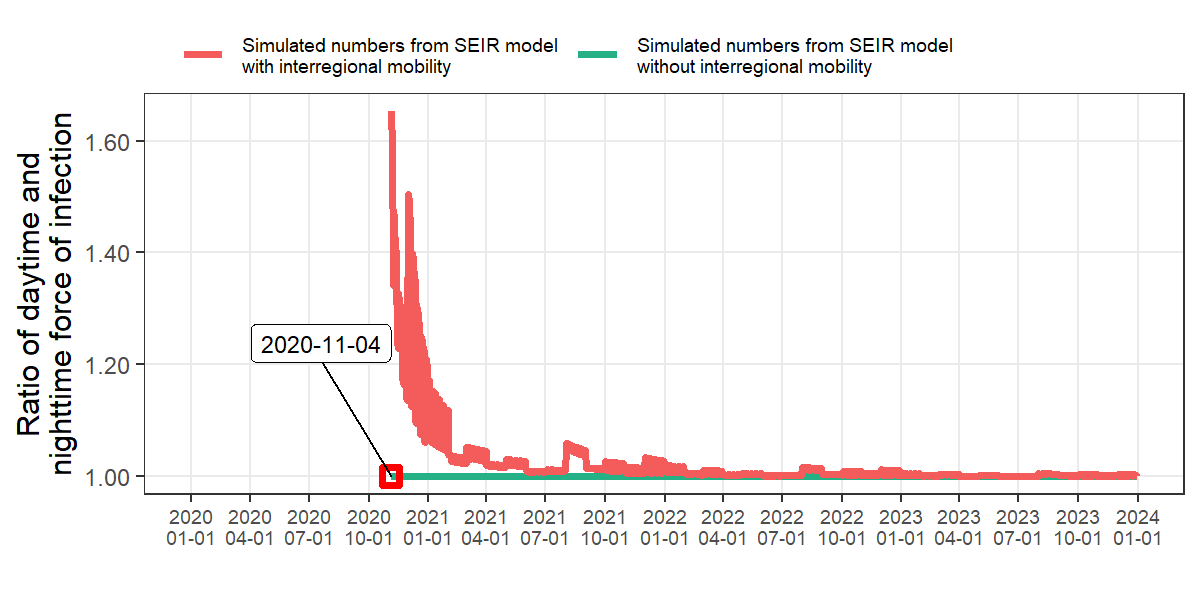 Simulated numbers from SEIR model
with interregional mobility
Simulated numbers from SEIR model
without interregional mobility
Ratio of daytime and
nighttime force of infection
1.60
1.40
1.20
1.00
2020-11-04
2020 2020 2020 2020 2021 2021 2021 2021 2022 2022 2022 2022 2023 2023 2023 2023 2024
01-01 04-01 07-01 10-01 01-01 04-01 07-01 10-01 01-01 04-01 07-01 10-01 01-01 04-01 07-01 10-01 01-01